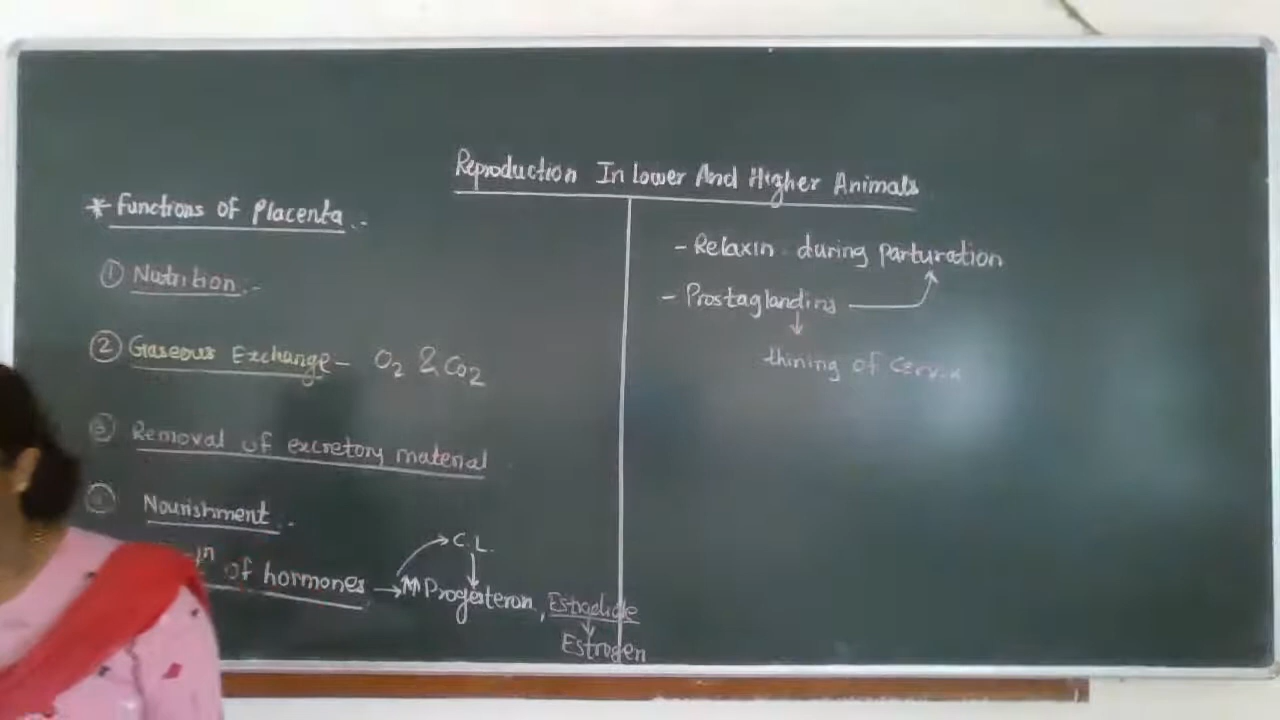 Reproduction In Lower And Higher Animals
* Functions of Placenta :-
① Nutrition :-
② Gaseous Exchange - O2 & CO2
③ Removal of excretory material
Nourishment :-
of hormones → Progesteron, Estradiole
C.L.
Estrogen
- Relaxin during parturation
- Prostaglandins
thining of